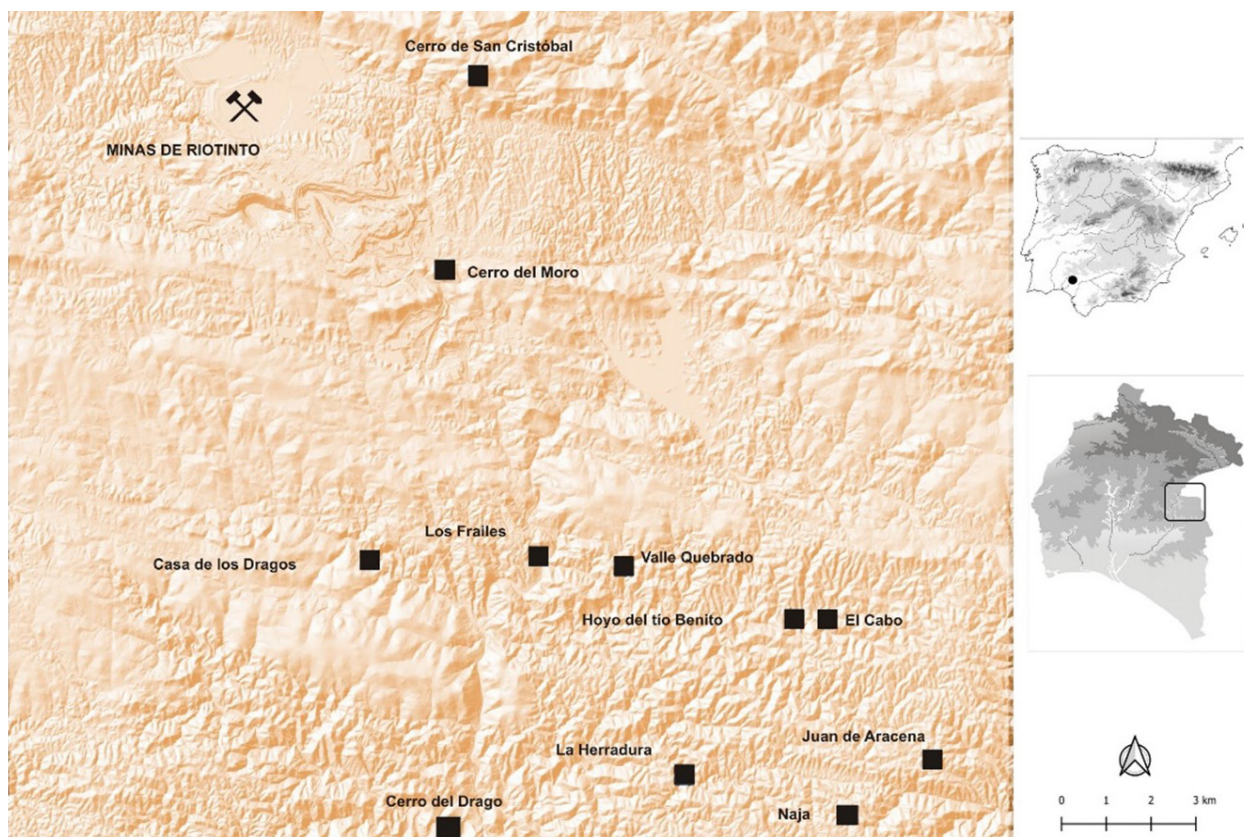 Cerro de San Cristóbal
MINAS DE RIOTINTO
Cerro del Moro
Los Frailes
Casa de los Dragos
Valle Quebrado
Hoyo del tío Benito
El Cabo
Juan de Aracena
La Herradura
Cerro del Drago
Naja
0 1 2 3 km